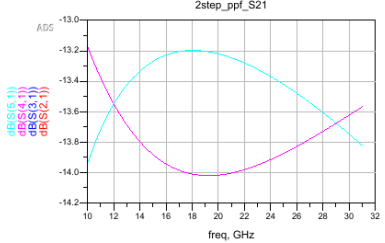 2step_ppf_S21
ADS
-13.0
-13.2
-13.4
-13.6
-13.8
-14.0
-14.2
dB(S(5,1))
dB(S(4,1))
dB(S(3,1))
dB(S(2,1))
10 12 14 16 18 20 22 24 26 28 30 32
freq, GHz